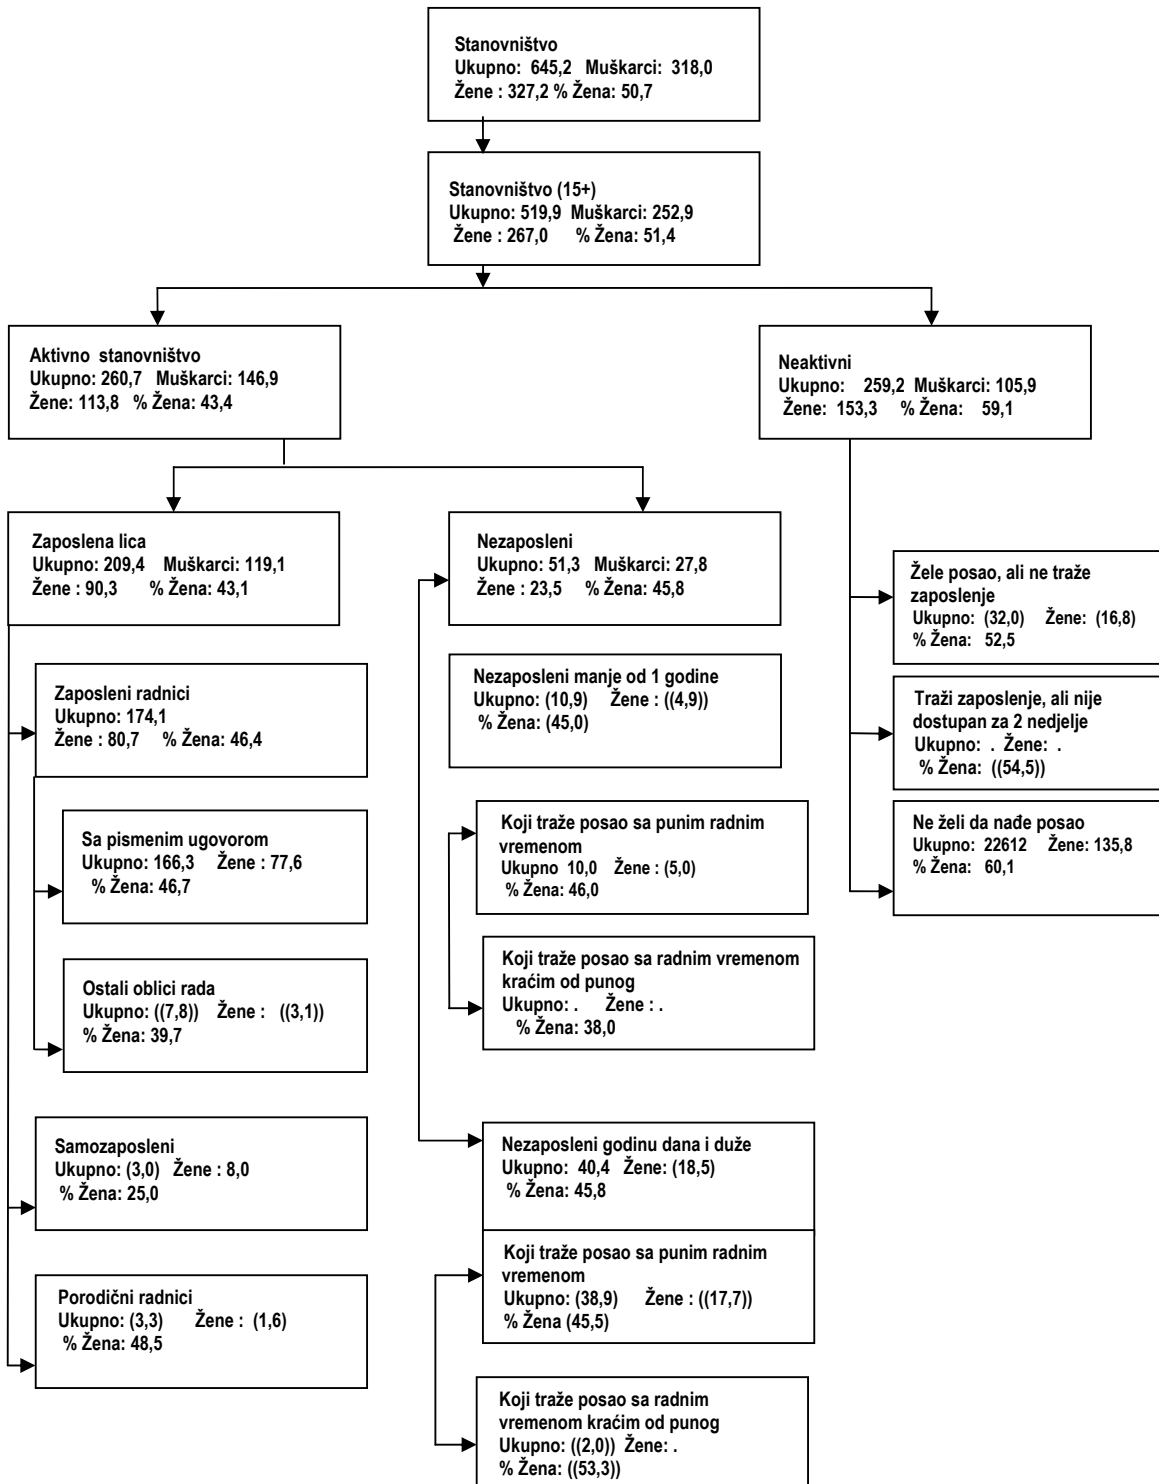 Stanovništvo
Ukupno: 645,2 Muškarci: 318,0
Žene : 327,2 % Žena: 50,7
Stanovništvo (15+)
Ukupno: 519,9 Muškarci: 252,9
Žene : 267,0 % Žena: 51,4
Aktivno stanovništvo
Ukupno: 260,7 Muškarci: 146,9
Žene: 113,8 % Žena: 43,4
Neaktivni
Ukupno: 259,2 Muškarci: 105,9
Žene: 153,3 % Žena: 59,1
Zaposlena lica
Ukupno: 209,4 Muškarci: 119,1
Žene : 90,3 % Žena: 43,1
Zaposleni radnici
Ukupno: 174,1
Žene : 80,7 % Žena: 46,4
Sa pismenim ugovorom
Ukupno: 166,3 Žene : 77,6
% Žena: 46,7
Ostali oblici rada
Ukupno: ((7,8)) Žene : ((3,1))
% Žena: 39,7
Samozaposleni
Ukupno: (3,0) Žene : 8,0
% Žena: 25,0
Porodični radnici
Ukupno: (3,3) Žene : (1,6)
% Žena: 48,5
Nezaposleni
Ukupno: 51,3 Muškarci: 27,8
Žene : 23,5 % Žena: 45,8
Nezaposleni manje od 1 godine
Ukupno: (10,9) Žene : ((4,9))
% Žena: (45,0)
Koji traže posao sa punim radnim
vremenom
Ukupno 10,0 Žene : (5,0)
% Žena: 46,0
Koji traže posao sa radnim vremenom
kraćim od punog
Ukupno: . Žene : .
% Žena: 38,0
Nezaposleni godinu dana i duže
Ukupno: 40,4 Žene: (18,5)
% Žena: 45,8
Koji traže posao sa punim radnim
vremenom
Ukupno: (38,9) Žene : ((17,7))
% Žena (45,5)
Koji traže posao sa radnim
vremenom kraćim od punog
Ukupno: ((2,0)) Žene: .
% Žena: ((53,3))
Žele posao, ali ne traže
zaposlenje
Ukupno: (32,0) Žene: (16,8)
% Žena: 52,5
Traži zaposlenje, ali nije
dostupan za 2 nedjelje
Ukupno: . Žene: .
% Žena: ((54,5))
Ne želi da nađe posao
Ukupno: 22612 Žene: 135,8
% Žena: 60,1